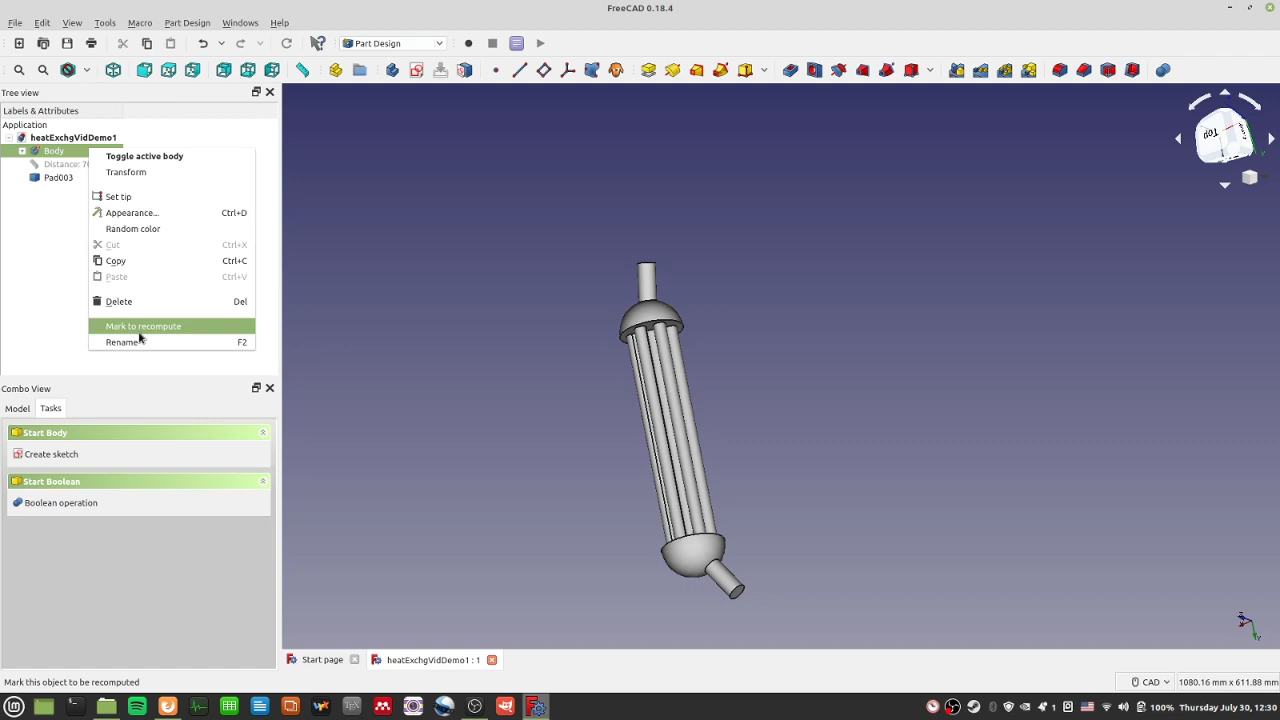 FreeCAD 0.18.4
File Edit View Tools Macro Part Design Windows Help
Part Design
Tree view
Labels & Attributes
Application
heatExchgVidDemo1
Body
Distance: 70
Pad003
Toggle active body
Transform
Set tip
Appearance... Ctrl+D
Random color
Cut Ctrl+X
Copy Ctrl+C
Paste Ctrl+V
Delete Del
Mark to recompute
Rename F2
Top
Combo View
Model Tasks
Start Body
Create sketch
Start Boolean
Boolean operation
Start page heatExchgVidDemo1 : 1
Mark this object to be recomputed CAD 1080.16 mm x 611.88 mm
100% Thursday July 30, 12:30